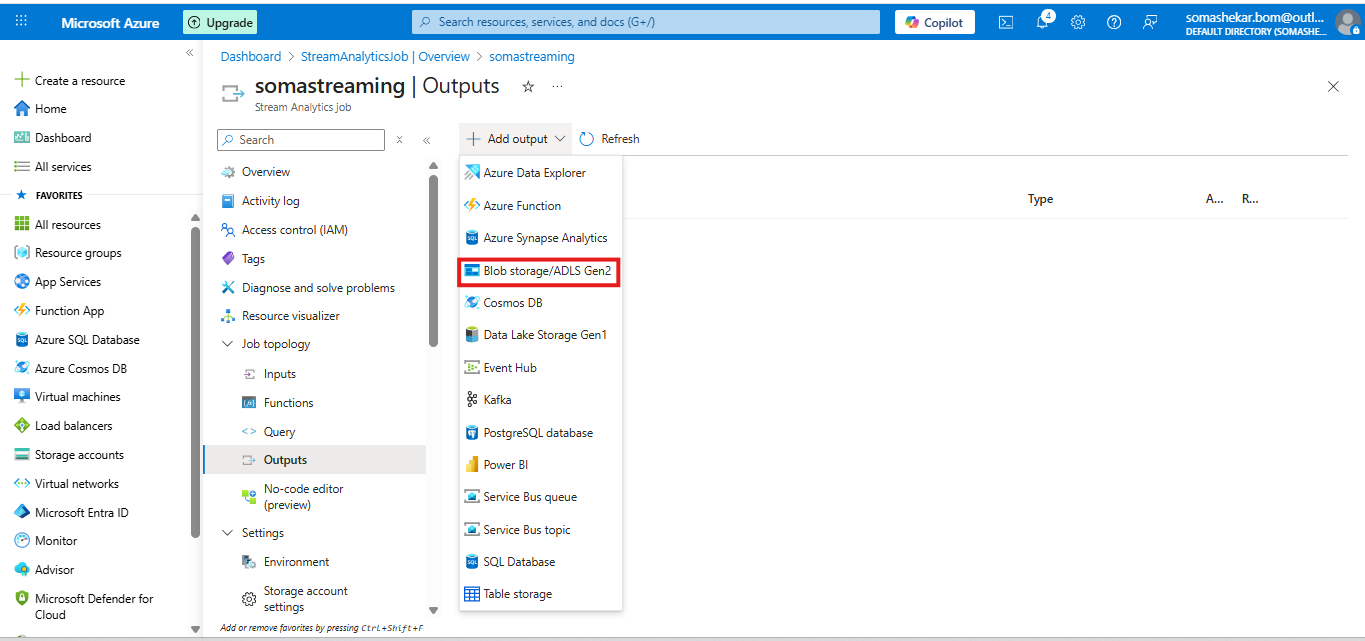 Microsoft Azure
Upgrade
Search resources, services, and docs (G+/)
Copilot
4
somashekar.bom@outl...
DEFAULT DIRECTORY (SOMASHE...
Create a resource
Home
Dashboard
All services
FAVORITES
All resources
Resource groups
App Services
Function App
Azure SQL Database
Azure Cosmos DB
Virtual machines
Load balancers
Storage accounts
Virtual networks
Microsoft Entra ID
Monitor
Advisor
Microsoft Defender for
Cloud
Dashboard > StreamAnalyticsJob | Overview > somastreaming
somastreaming | Outputs
Stream Analytics job
Search
Overview
Activity log
Access control (IAM)
Tags
Diagnose and solve problems
Resource visualizer
Job topology
Inputs
Functions
Query
Outputs
No-code editor
(preview)
Settings
Environment
Storage account
settings
Add or remove favorites by pressing Ctrl+Shift+F
Add output
Refresh
Azure Data Explorer
Azure Function
Azure Synapse Analytics
Blob storage/ADLS Gen2
Cosmos DB
Data Lake Storage Gen1
Event Hub
Kafka
PostgreSQL database
Power BI
Service Bus queue
Service Bus topic
SQL Database
Table storage
Type
A...
R...